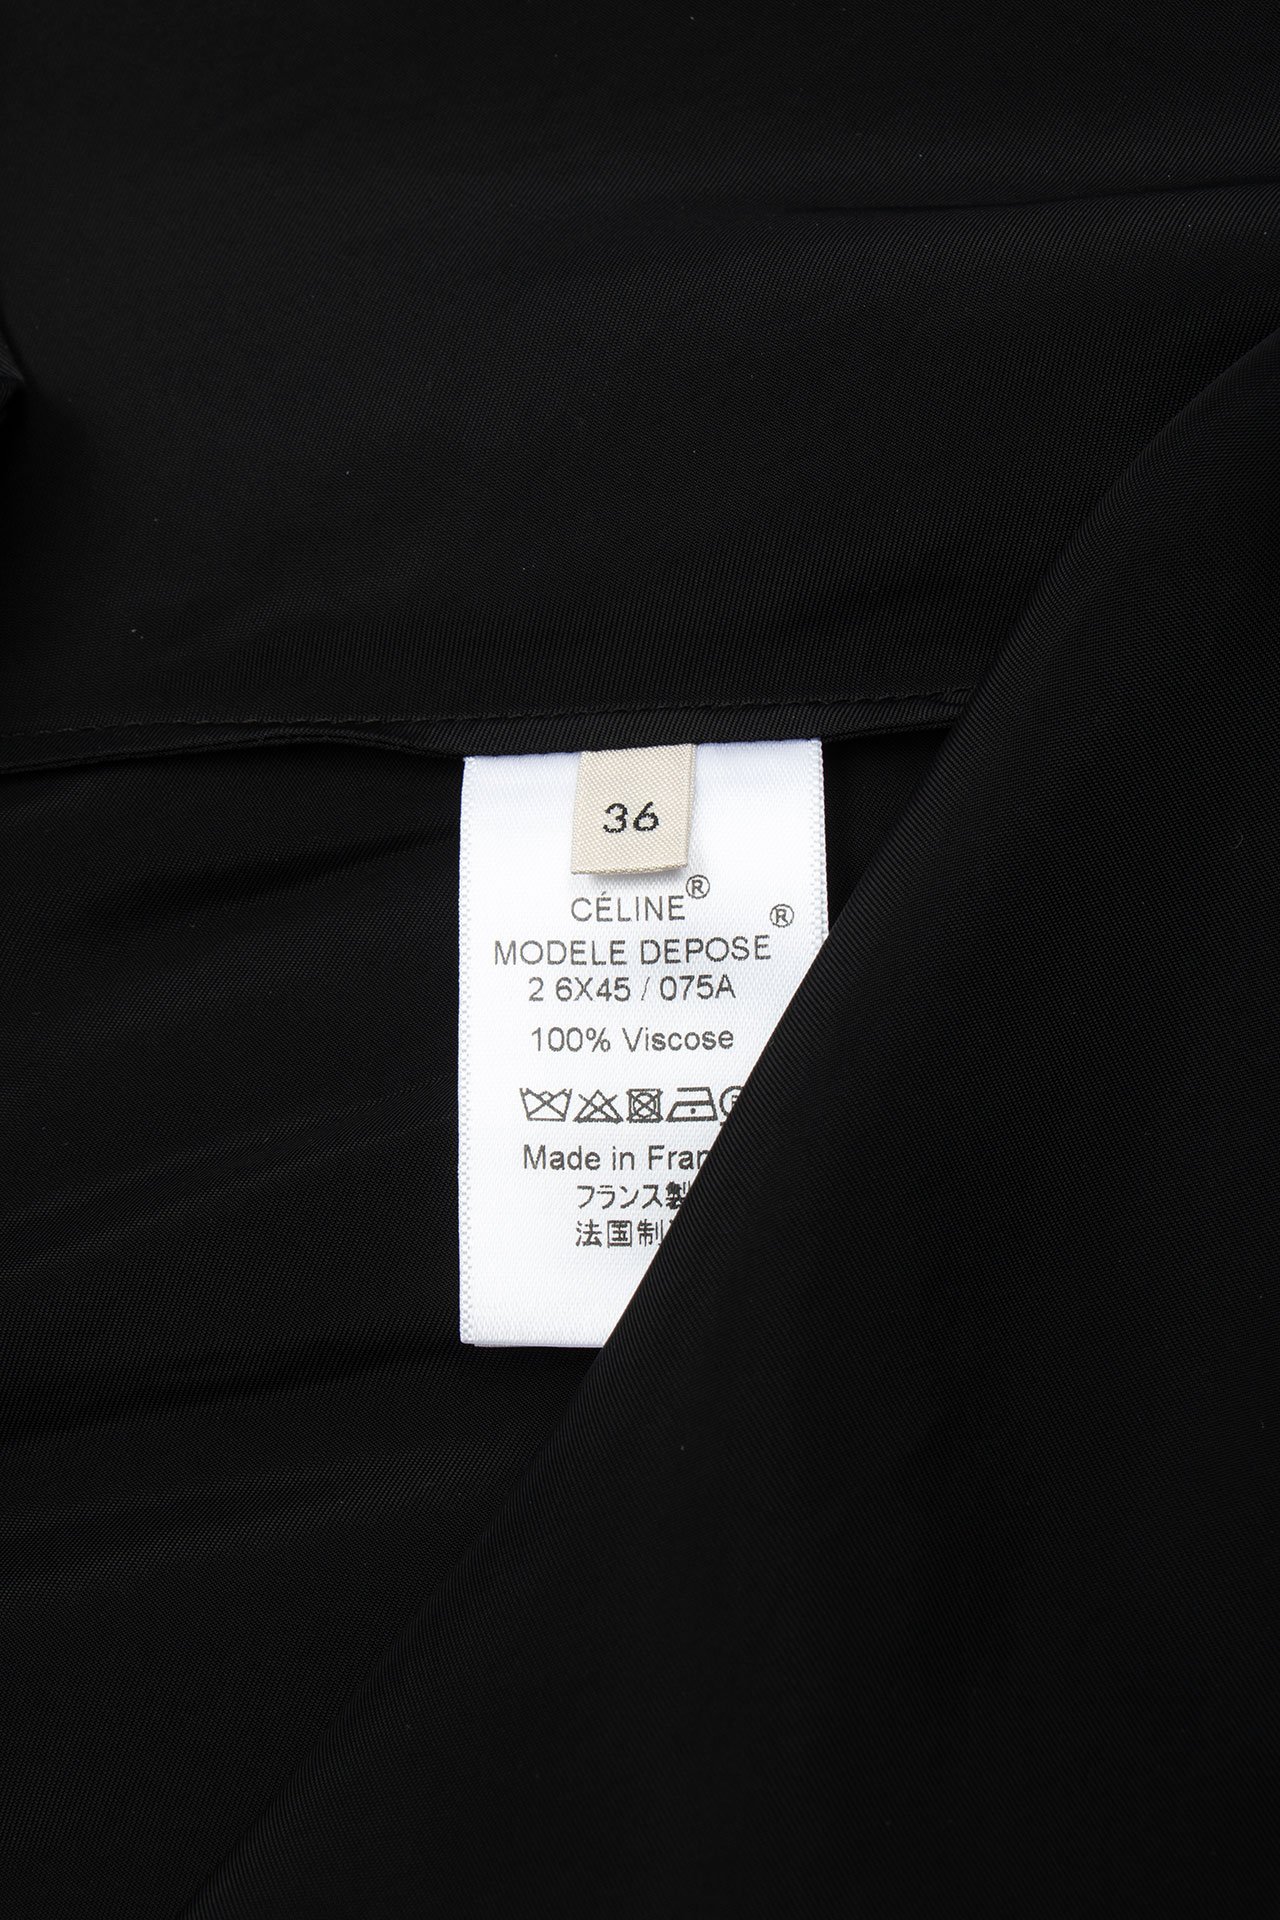 36
CÉLINE®
MODELE DEPOSE®
2 6X45 / 075A
100% Viscose
Made in
フランス製
法国制